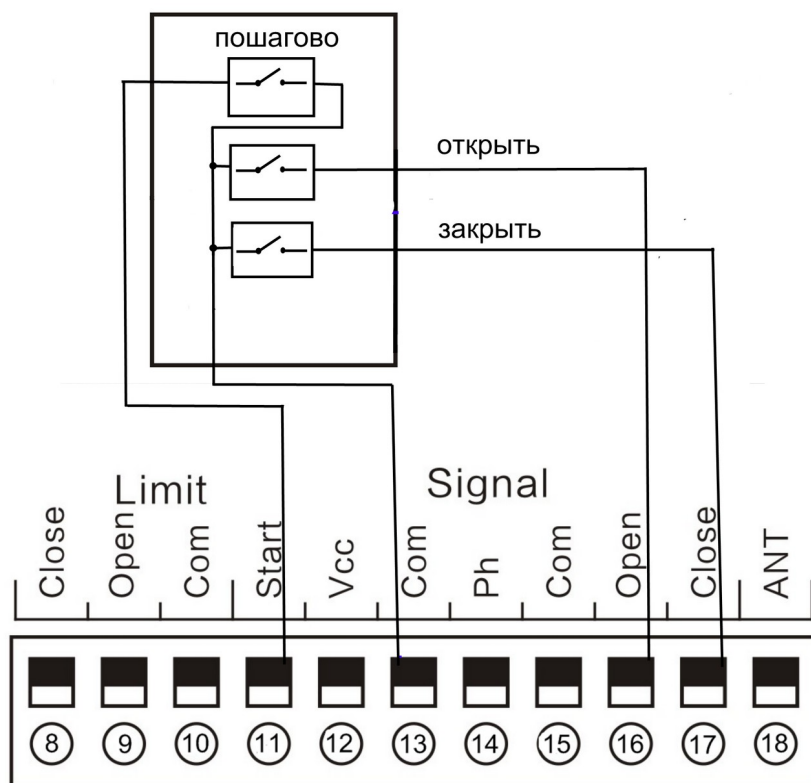 пошагово
открыть
закрыть
Limit
Signal
Close
Open
Com
Start
Vcc
Com
Ph
Com
Open
Close
ANT
8 9 10 11 12 13 14 15 16 17 18